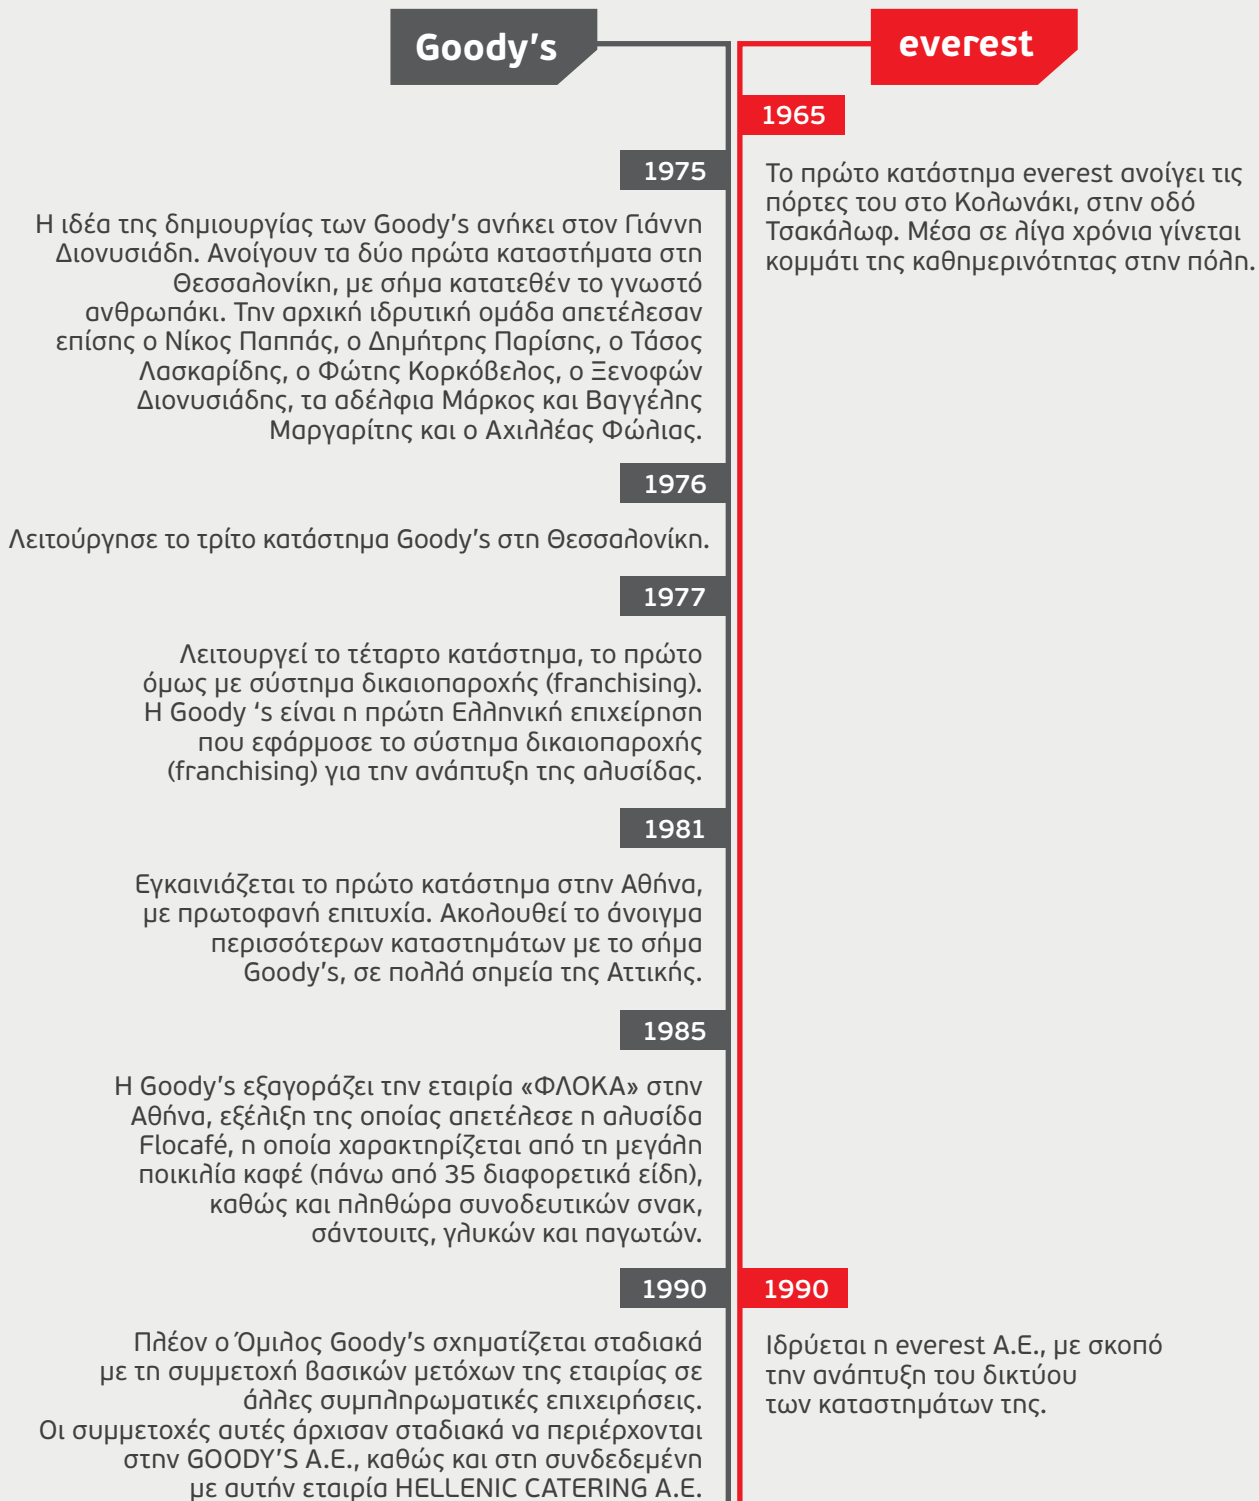 Goody's
everest
1965
Το πρώτο κατάστημα everest ανοίγει τις
πόρτες του στο Κολωνάκι, στην οδό
Τσακάλωφ. Μέσα σε λίγα χρόνια γίνεται
κομμάτι της καθημερινότητας στην πόλη.
1975
Η ιδέα της δημιουργίας των Goody's ανήκει στον Γιάννη
Διονυσιάδη. Ανοίγουν τα δύο πρώτα καταστήματα στη
Θεσσαλονίκη, με σήμα κατατεθέν το γνωστό
ανθρωπάκι. Την αρχική ιδρυτική ομάδα απετέλεσαν
επίσης ο Νίκος Παππάς, ο Δημήτρης Παρίσης, ο Τάσος
Λασκαρίδης, ο Φώτης Κορκόβελος, ο Ξενοφών
Διονυσιάδης, τα αδέλφια Μάρκος και Βαγγέλης
Μαργαρίτης και ο Αχιλλέας Φώλιας.
1976
Λειτούργησε το τρίτο κατάστημα Goody's στη Θεσσαλονίκη.
1977
Λειτουργεί το τέταρτο κατάστημα, το πρώτο
όμως με σύστημα δικαιοπαροχής (franchising).
Η Goody 's είναι η πρώτη Ελληνική επιχείρηση
που εφάρμοσε το σύστημα δικαιοπαροχής
(franchising) για την ανάπτυξη της αλυσίδας.
1981
Εγκαινιάζεται το πρώτο κατάστημα στην Αθήνα,
με πρωτοφανή επιτυχία. Ακολουθεί το άνοιγμα
περισσότερων καταστημάτων με το σήμα
Goody's, σε πολλά σημεία της Αττικής.
1985
Η Goody's εξαγοράζει την εταιρία «ΦΛΟΚΑ» στην
Αθήνα, εξέλιξη της οποίας απετέλεσε η αλυσίδα
Flocafé, η οποία χαρακτηρίζεται από τη μεγάλη
ποικιλία καφέ (πάνω από 35 διαφορετικά είδη),
καθώς και πληθώρα συνοδευτικών σνακ,
σάντουιτς, γλυκών και παγωτών.
1990
Πλέον ο Όμιλος Goody's σχηματίζεται σταδιακά
με τη συμμετοχή βασικών μετόχων της εταιρίας σε
άλλες συμπληρωματικές επιχειρήσεις.
Οι συμμετοχές αυτές άρχισαν σταδιακά να περιέρχονται
στην GOODY'S A.E., καθώς και στη συνδεδεμένη
με αυτήν εταιρία HELLENIC CATERING A.E.
1990
Ιδρύεται η everest Α.Ε., με σκοπό
την ανάπτυξη του δικτύου
των καταστημάτων της.